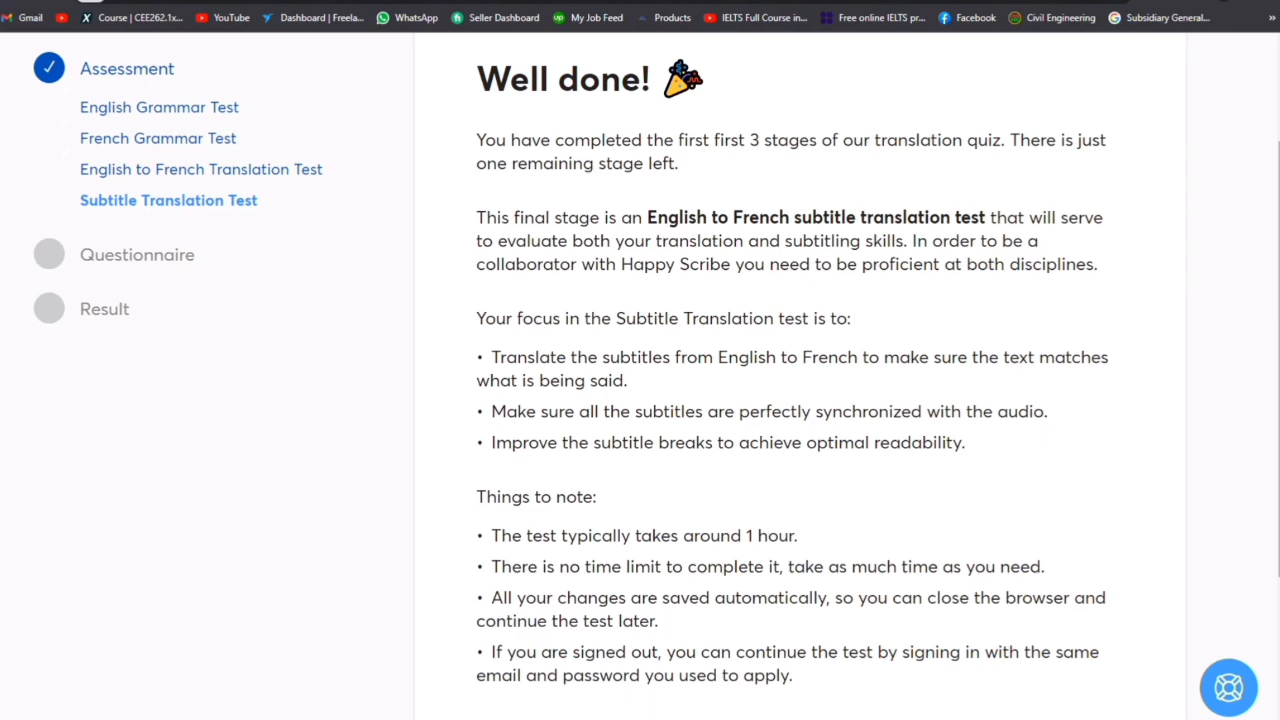 Gmail Course | CEE262.1x... YouTube Dashboard | Freela... WhatsApp Seller Dashboard My Job Feed Products IELTS Full Course in... Free online IELTS pr... Facebook Civil Engineering Subsidiary General... »
Assessment
English Grammar Test
French Grammar Test
English to French Translation Test
Subtitle Translation Test
Questionnaire
Result
Well done!
You have completed the first first 3 stages of our translation quiz. There is just
one remaining stage left.
This final stage is an English to French subtitle translation test that will serve
to evaluate both your translation and subtitling skills. In order to be a
collaborator with Happy Scribe you need to be proficient at both disciplines.
Your focus in the Subtitle Translation test is to:
• Translate the subtitles from English to French to make sure the text matches
what is being said.
• Make sure all the subtitles are perfectly synchronized with the audio.
• Improve the subtitle breaks to achieve optimal readability.
Things to note:
• The test typically takes around 1 hour.
• There is no time limit to complete it, take as much time as you need.
• All your changes are saved automatically, so you can close the browser and
continue the test later.
• If you are signed out, you can continue the test by signing in with the same
email and password you used to apply.